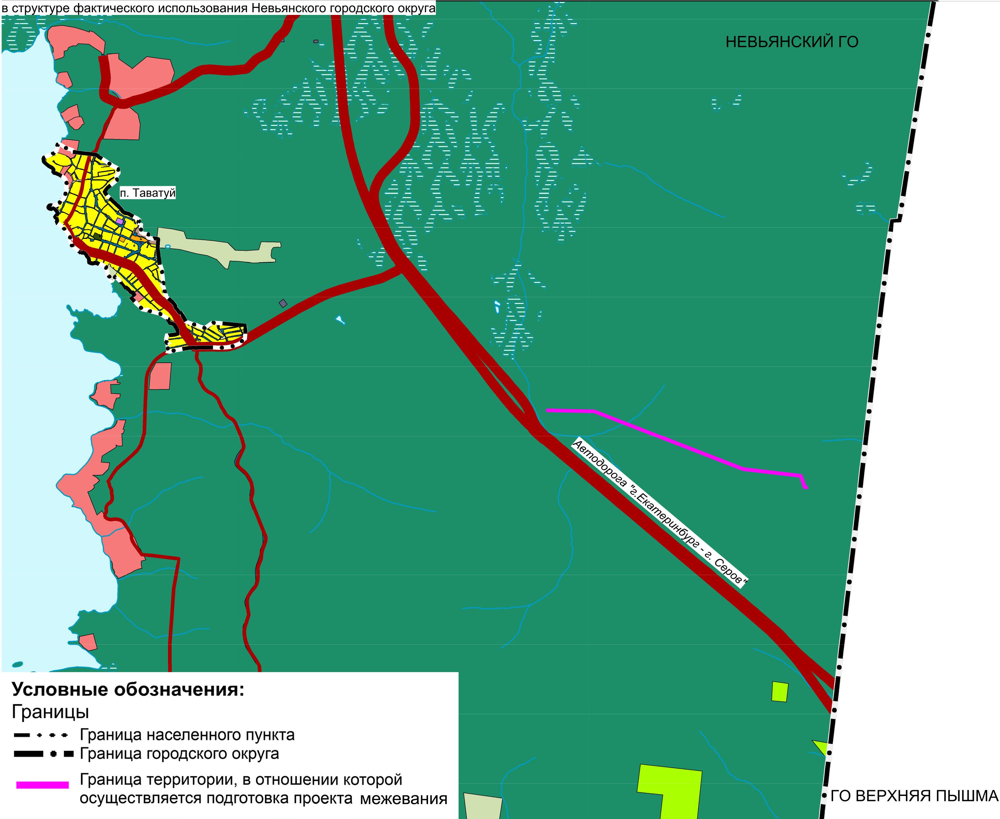 в структуре фактического использования Невьянского городского округа
НЕВЬЯНСКИЙ ГО
п. Таватуй
Автодорога "г.Екатеринбург - г. Серов"
Условные обозначения:
Границы
Граница населенного пункта
Граница городского округа
Граница территории, в отношении которой
осуществляется подготовка проекта межевания
ГО ВЕРХНЯЯ ПЫШМА